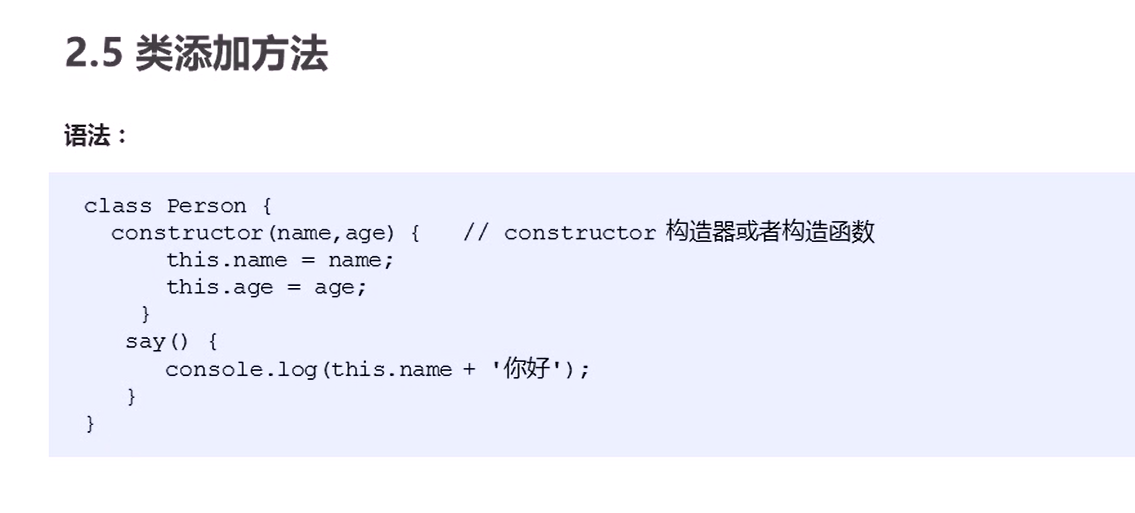 2.5 类添加方法
语法：
class Person {
  constructor(name,age) {   // constructor 构造器或者构造函数
      this.name = name;
      this.age = age;
    }
   say() {
      console.log(this.name + '你好');
   }
}